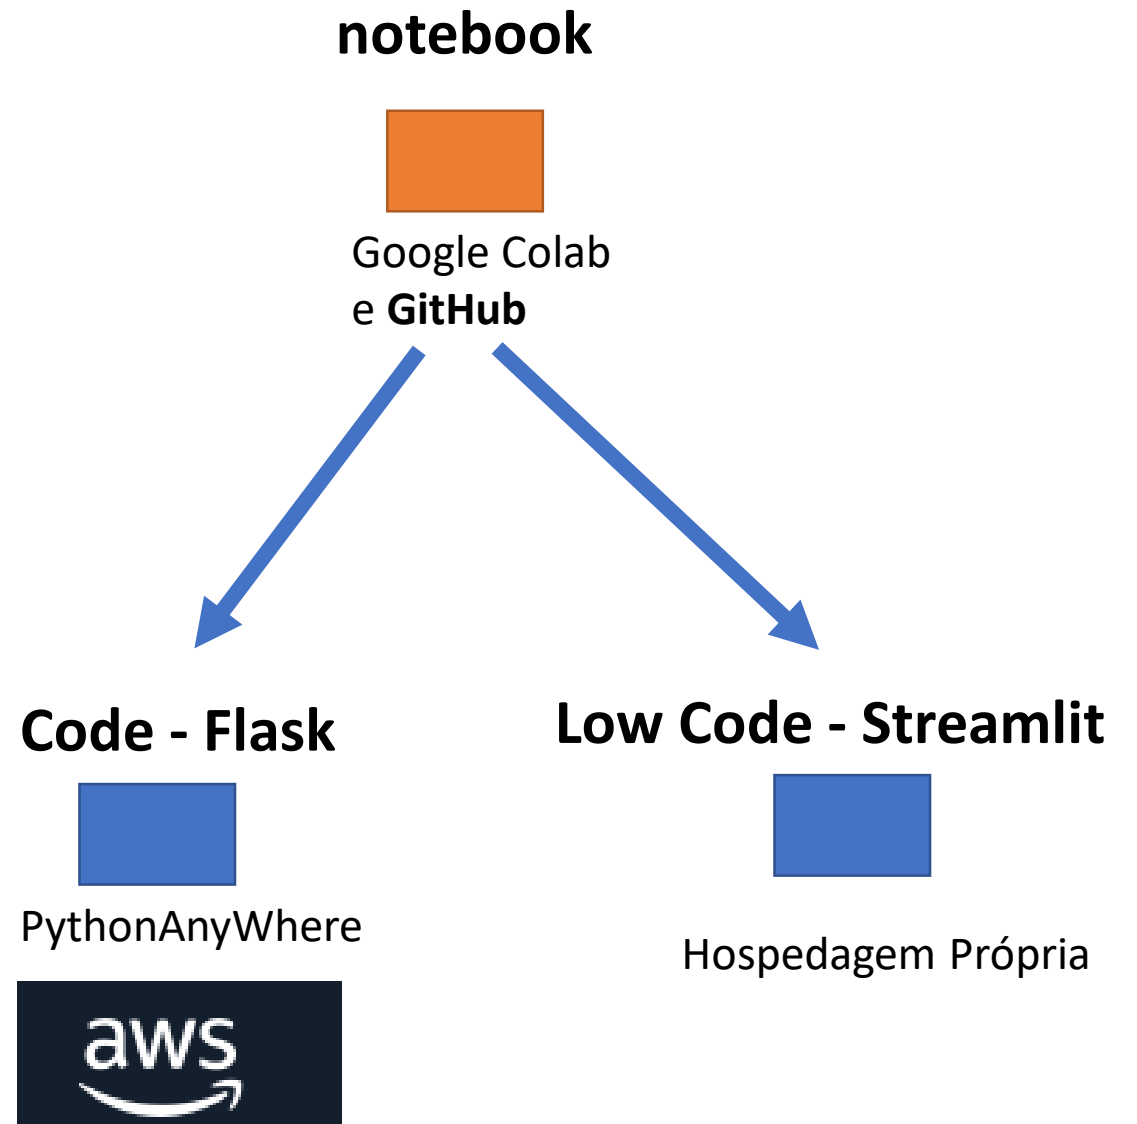 notebook
Google Colab
e GitHub
Code - Flask
Low Code - Streamlit
PythonAnyWhere
Hospedagem Própria
aws